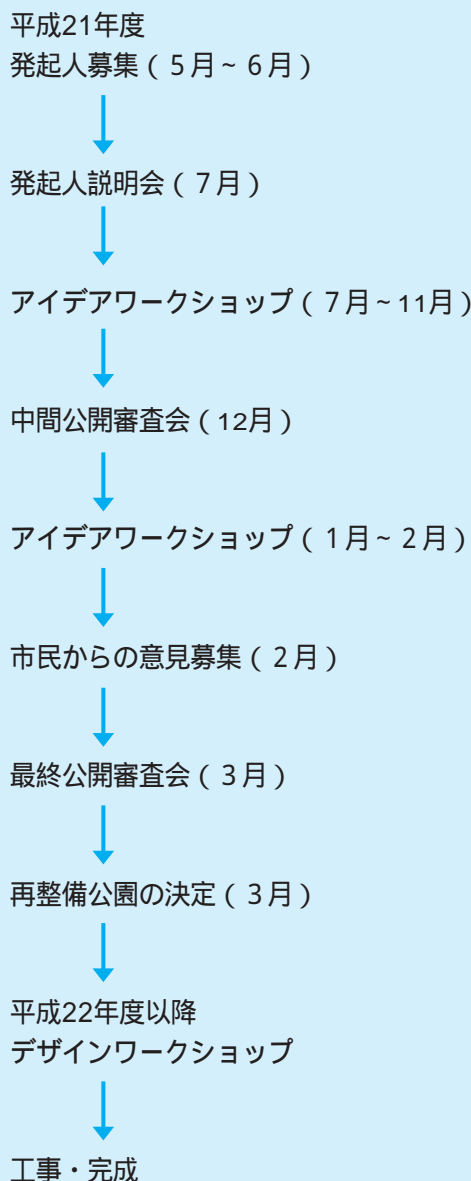 平成21年度
発起人募集(5月~6月)
発起人説明会(7月)
アイデアワークショップ(7月~11月)
中間公開審査会(12月)
アイデアワークショップ(1月~2月)
市民からの意見募集(2月)
最終公開審査会(3月)
再整備公園の決定(3月)
平成22年度以降
デザインワークショップ
工事・完成